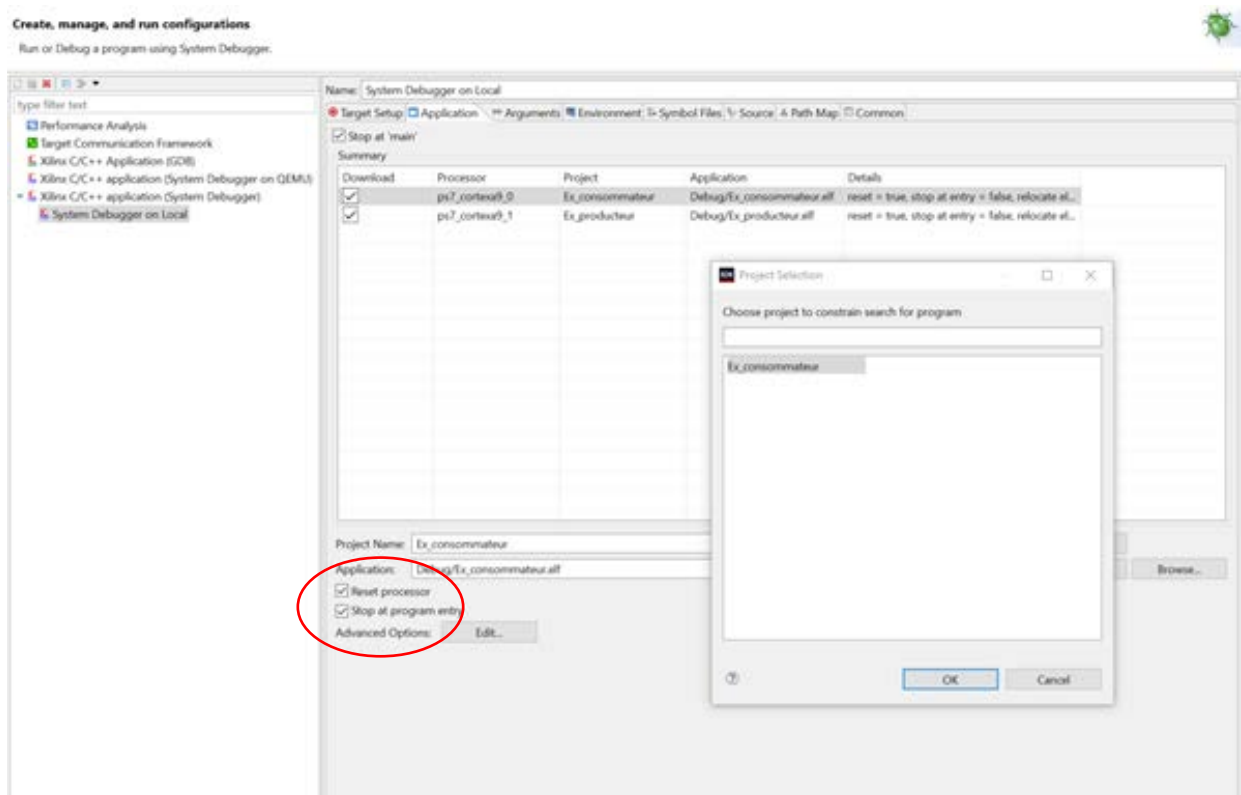 Create, manage, and run configurations
Run or Debug a program using System Debugger.
type filter text
Performance Analysis
Target Communication Framework
Xilinx C/C++ Application (GDB)
Xilinx C/C++ application (System Debugger on QEMU)
Xilinx C/C++ application (System Debugger)
System Debugger on Local
Name: System Debugger on Local
Target Setup Application Arguments Environment Symbol Files Source Path Map Common
Stop at 'main'
Summary
Download Processor Project Application Details
ps7_cortexa9_0 Ex_consommateur Debug/Ex_consommateur.elf reset = true, stop at entry = false, relocate el...
ps7_cortexa9_1 Ex_producteur Debug/Ex_producteur.elf reset = true, stop at entry = false, relocate el...
Project Selection
Choose project to constrain search for program
Ex_consommateur
Project Name: Ex_consommateur
Application: Debug/Ex_consommateur.elf Browse...
Reset processor
Stop at program entry
Advanced Options: Edit...
OK Cancel